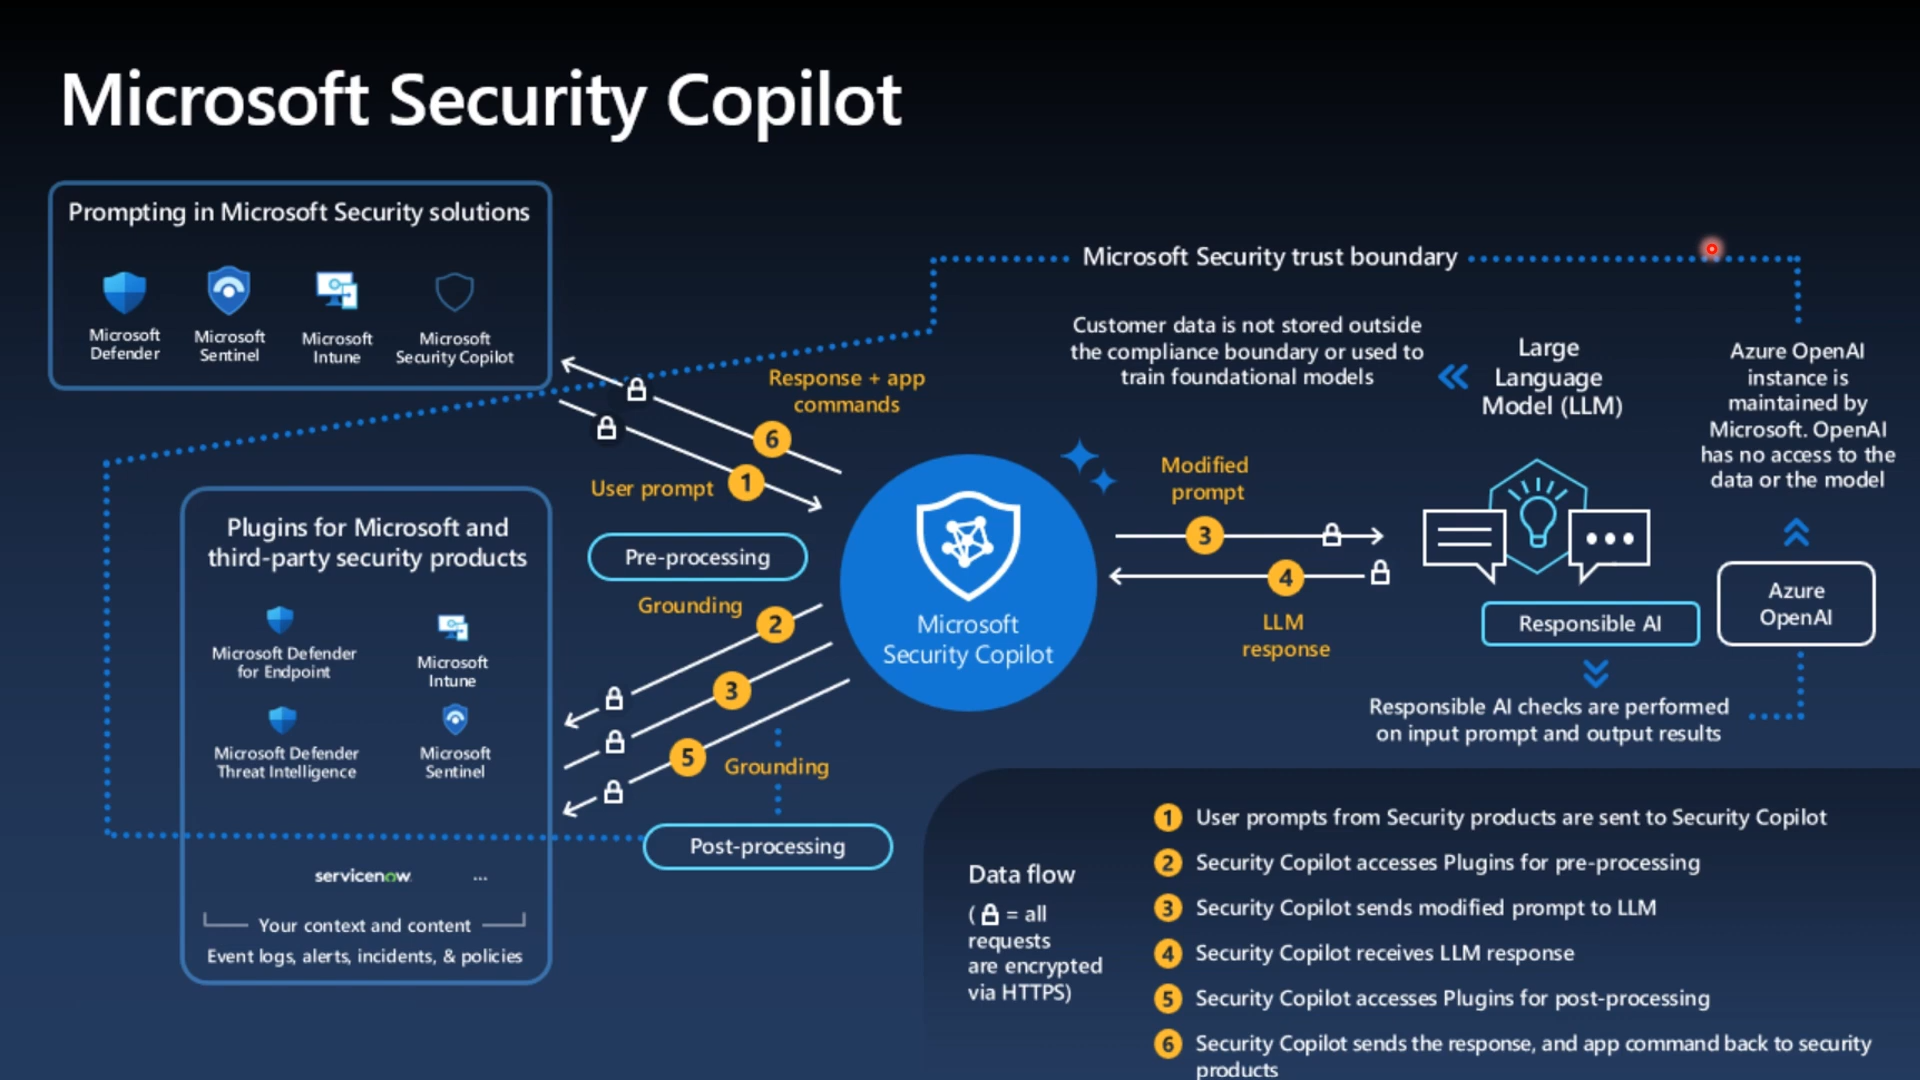 Microsoft Security Copilot
Prompting in Microsoft Security solutions
Microsoft
Defender
Microsoft
Sentinel
Microsoft
Intune
Microsoft
Security Copilot
Microsoft Security trust boundary
Customer data is not stored outside
the compliance boundary or used to
train foundational models
Large
Language
Model (LLM)
Azure OpenAI
instance is
maintained by
Microsoft. OpenAI
has no access to the
data or the model
Response + app
commands
6
1
User prompt
Pre-processing
Plugins for Microsoft and
third-party security products
Microsoft Defender
for Endpoint
Microsoft
Intune
Microsoft Defender
Threat Intelligence
Microsoft
Sentinel
servicenow
...
Your context and content
Event logs, alerts, incidents, & policies
Grounding
2
3
5
Grounding
Post-processing
Microsoft
Security Copilot
Modified
prompt
3
4
LLM
response
Responsible AI
Azure
OpenAI
Responsible AI checks are performed
on input prompt and output results
Data flow
( = all
requests
are encrypted
via HTTPS)
1 User prompts from Security products are sent to Security Copilot
2 Security Copilot accesses Plugins for pre-processing
3 Security Copilot sends modified prompt to LLM
4 Security Copilot receives LLM response
5 Security Copilot accesses Plugins for post-processing
6 Security Copilot sends the response, and app command back to security
products